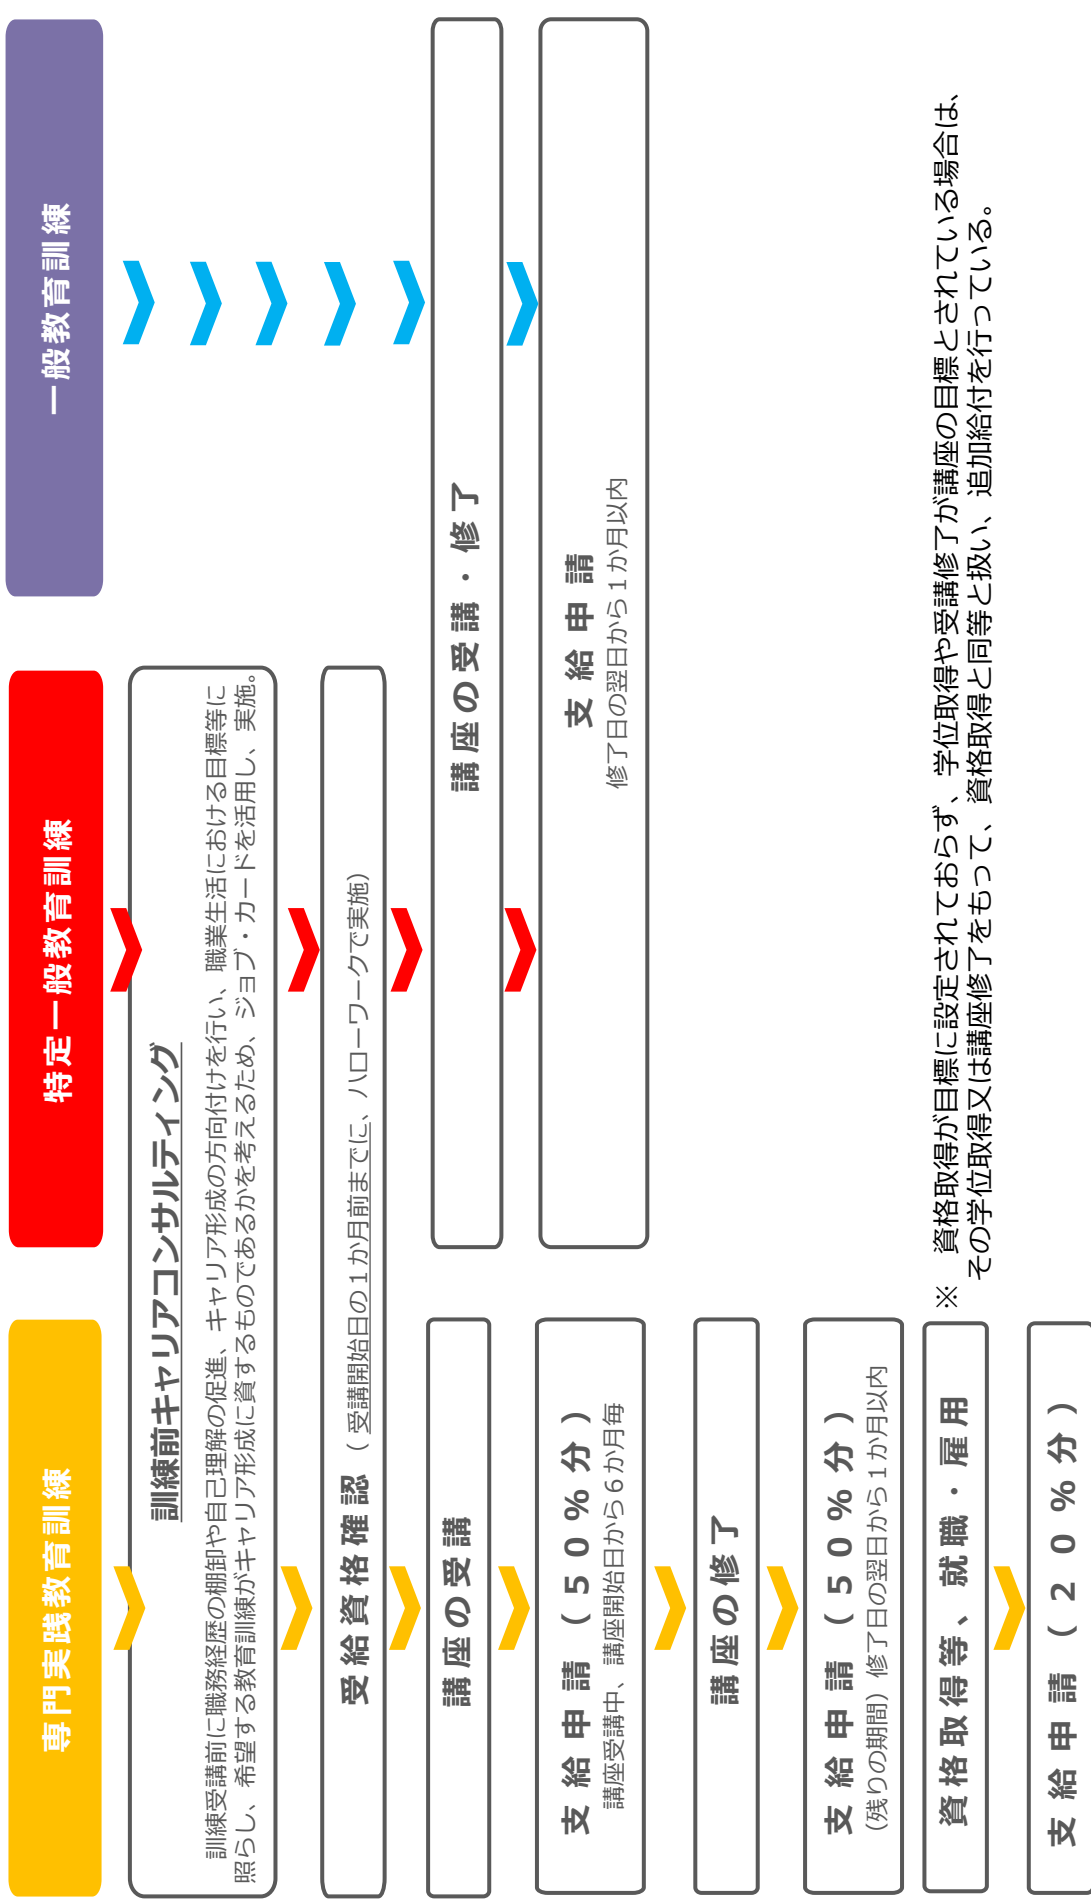 専門実践教育訓練
特定一般教育訓練
一般教育訓練
訓練前キャリアコンサルティング
訓練受講前に職務経歴の棚卸や自己理解の促進、キャリア形成の方向付けを行い、職業生活における目標等に
照らし、希望する教育訓練がキャリア形成に資するものであるかを考えるため、ジョブ・カードを活用し、実施。
受給資格確認（受講開始日の１か月前までに、ハローワークで実施）
講座の受講
講座の受講・修了
支給申請（５０％分）
講座受講中、講座開始日から６か月毎
支給申請
修了日の翌日から１か月以内
講座の修了
支給申請（５０％分）
（残りの期間）修了日の翌日から１か月以内
資格取得等、就職・雇用
支給申請（２０％分）
※　資格取得が目標に設定されておらず、学位取得や受講修了が講座の目標とされている場合は、
その学位取得又は講座修了をもって、資格取得と同等と扱い、追加給付を行っている。